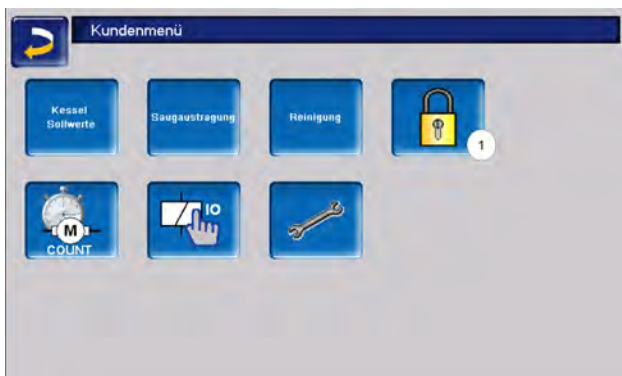 Kundenmenü
Kessel
Sollwerte
Saugaustragung
Reinigung
1
M
COUNT
IO